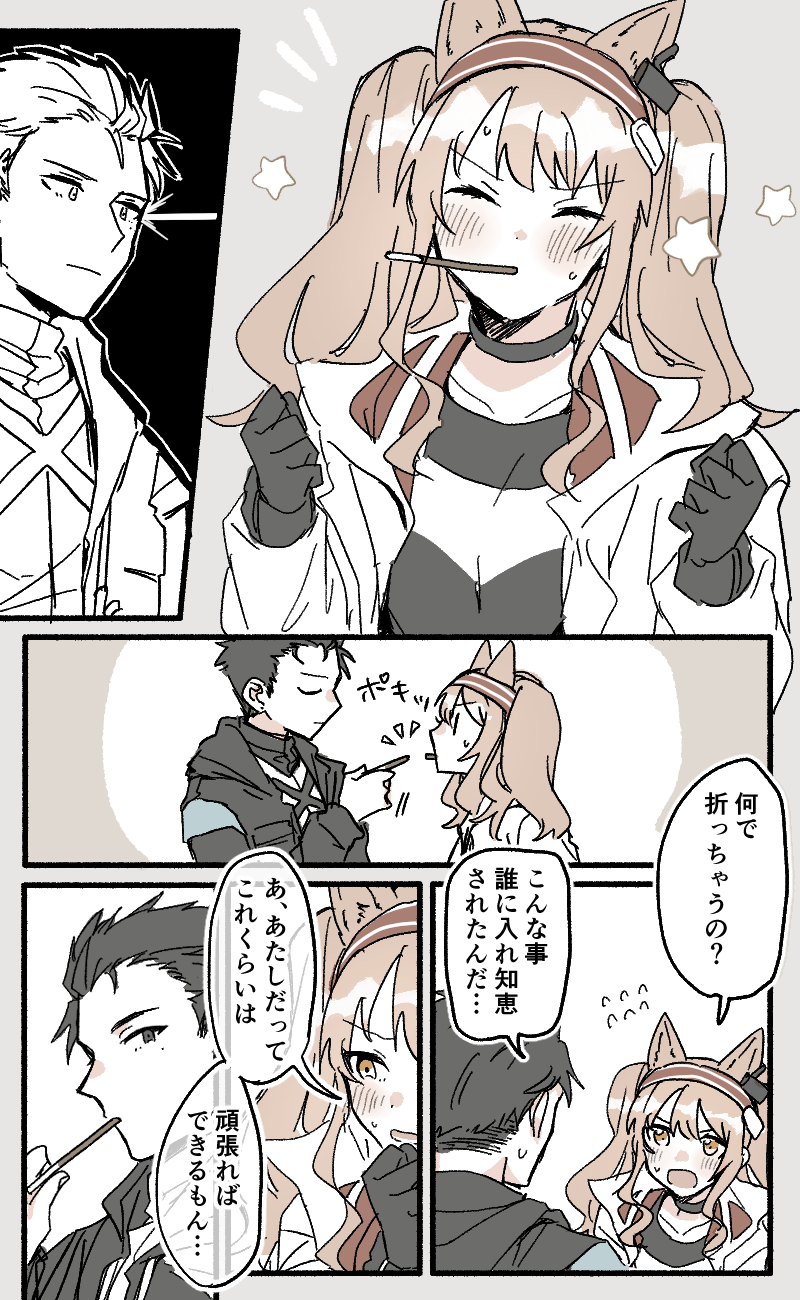 ポキッ
何で
折っちゃうの?
こんな事
誰に入れ知恵
されたんだ…
あ、あたしだって
これくらいは
頑張れば
できるもん…